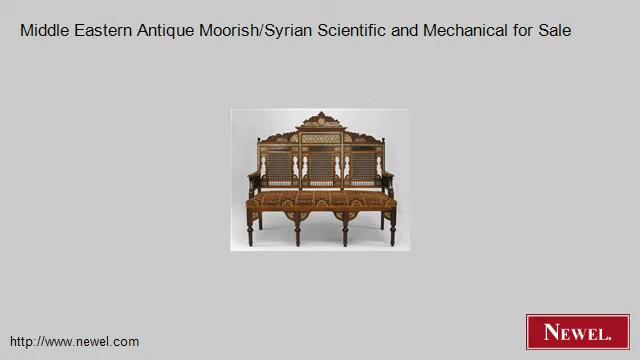 Middle Eastern Antique Moorish/Syrian Scientific and Mechanical for Sale
http://www.newel.com
NEWEL.